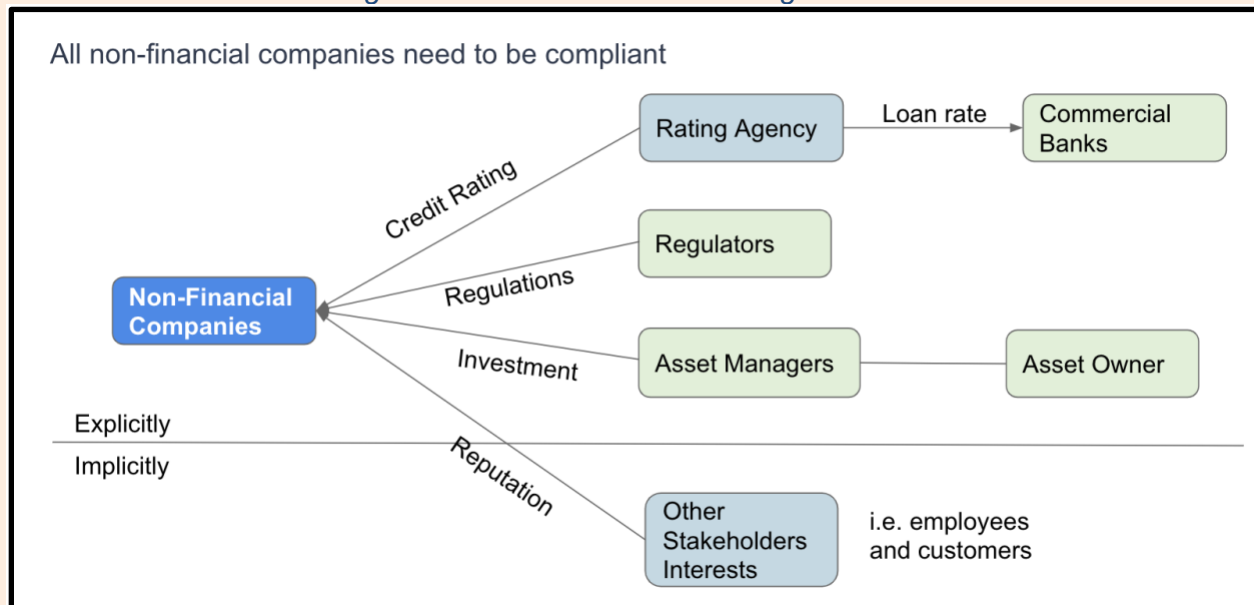 All non-financial companies need to be compliant
Rating Agency
Loan rate
Commercial
Banks
Credit Rating
Regulators
Regulations
Non-Financial
Companies
Investment
Asset Managers
Asset Owner
Explicitly
Implicitly
Reputation
Other
Stakeholders
Interests
i.e. employees
and customers